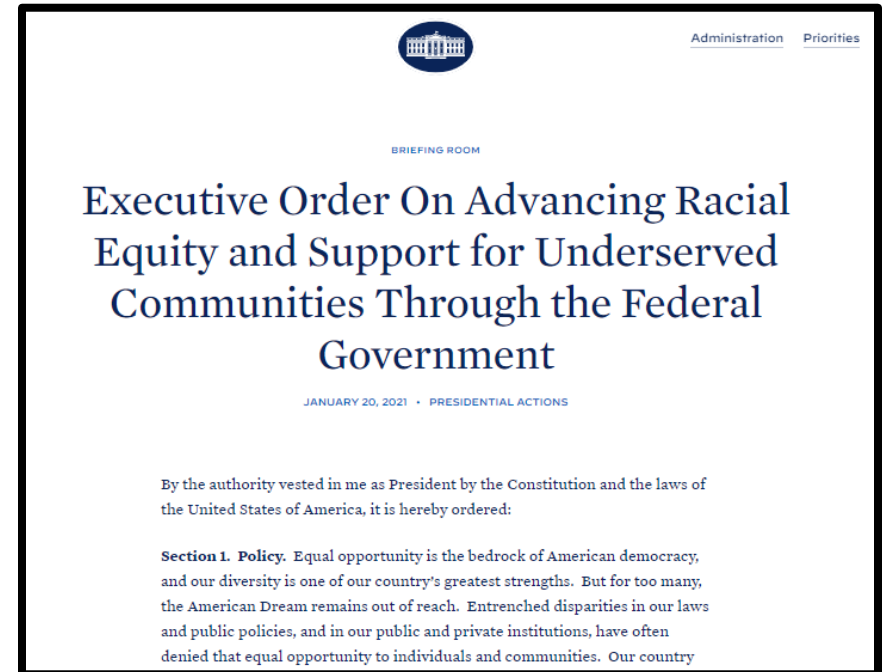 Administration Priorities
BRIEFING ROOM
Executive Order On Advancing Racial
Equity and Support for Underserved
Communities Through the Federal
Government
JANUARY 20, 2021 • PRESIDENTIAL ACTIONS
By the authority vested in me as President by the Constitution and the laws of
the United States of America, it is hereby ordered:
Section 1.  Policy.  Equal opportunity is the bedrock of American democracy,
and our diversity is one of our country's greatest strengths.  But for too many,
the American Dream remains out of reach.  Entrenched disparities in our laws
and public policies, and in our public and private institutions, have often
denied that equal opportunity to individuals and communities.  Our country